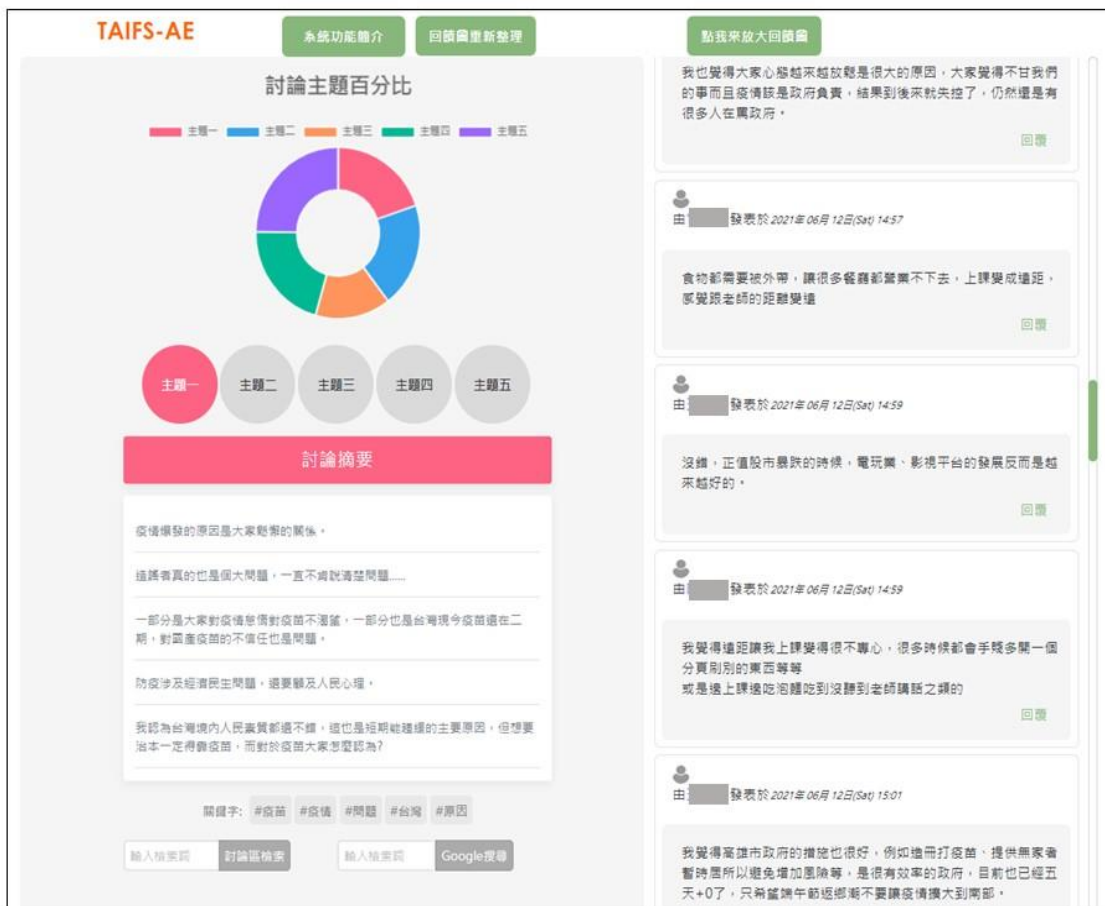 TAIFS-AE
系統功能簡介
回饋圖重新整理
點我來放大回饋圖
討論主題百分比
主題一 主題二 主題三 主題四 主題五
主題一 主題二 主題三 主題四 主題五
討論摘要
疫情爆發的原因是大家鬆懈的關係。
造謠者真的也是個大問題，一直不肯說清楚問題......
一部分是大家對疫情怠惰對疫苗不渴望，一部分也是台灣現今疫苗還在二
期，對國產疫苗的不信任也是問題。
防疫涉及經濟民生問題，還要顧及人民心理。
我認為台灣境內人民素質都還不錯，這也是短期能趨緩的主要原因，但想要
治本一定得靠疫苗，而對於疫苗大家怎麼認為?
關鍵字: #疫苗 #疫情 #問題 #台灣 #原因
輸入檢索詞 討論區檢索 輸入檢索詞 Google搜尋
我也覺得大家心態越來越放鬆是很大的原因，大家覺得不甘我們
的事而且疫情該是政府負責，結果到後來就失控了，仍然還是有
很多人在罵政府。
回覆
由 發表於 2021年 06月 12日(Sat) 14:57
食物都需要被外帶，讓很多餐廳都營業不下去，上課變成遠距，
感覺跟老師的距離變遠
回覆
由 發表於 2021年 06月 12日(Sat) 14:59
沒錯，正值股市暴跌的時候，電玩業、影視平台的發展反而是越
來越好的。
回覆
由 發表於 2021年 06月 12日(Sat) 14:59
我覺得遠距讓我上課變得很不專心，很多時候都會手賤多開一個
分頁刷別的東西等等
或是邊上課邊吃泡麵吃到沒聽到老師講話之類的
回覆
由 發表於 2021年 06月 12日(Sat) 15:01
我覺得高雄市政府的措施也很好，例如造冊打疫苗、提供無家者
暫時居所以避免增加風險等，是很有效率的政府，目前也已經五
天+0了，只希望端午節返鄉潮不要讓疫情擴大到南部。